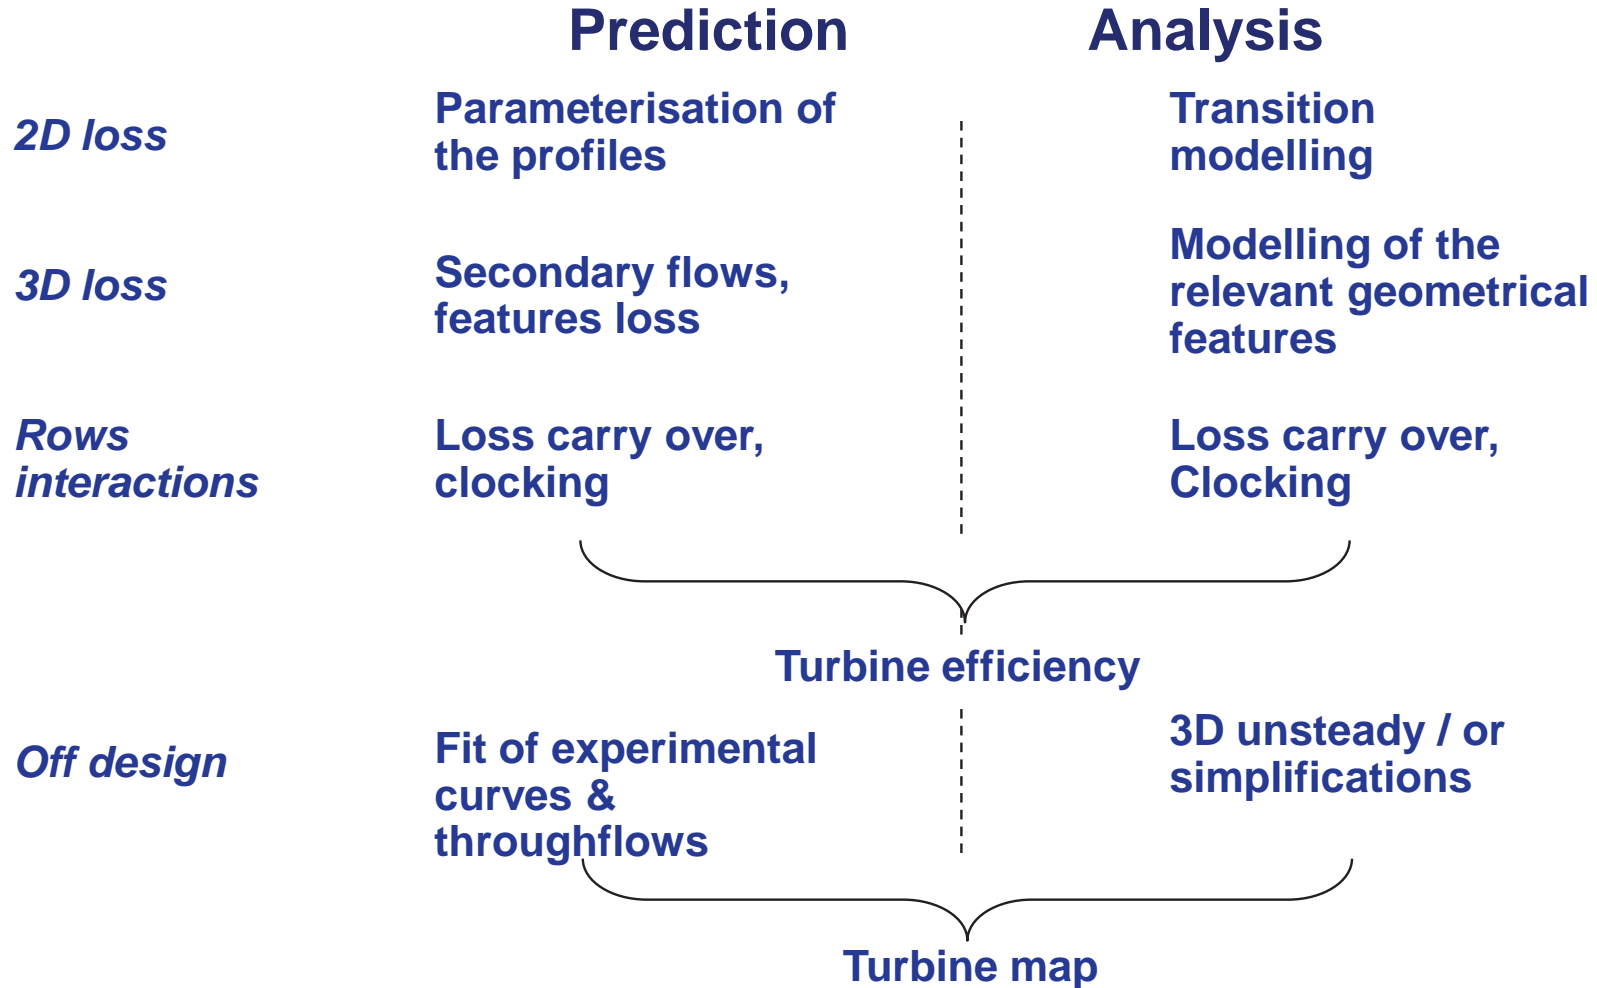 Prediction
Analysis
2D loss
Parameterisation of
the profiles
Transition
modelling
3D loss
Secondary flows,
features loss
Modelling of the
relevant geometrical
features
Rows
interactions
Loss carry over,
clocking
Loss carry over,
Clocking
Turbine efficiency
Off design
Fit of experimental
curves &
throughflows
3D unsteady / or
simplifications
Turbine map